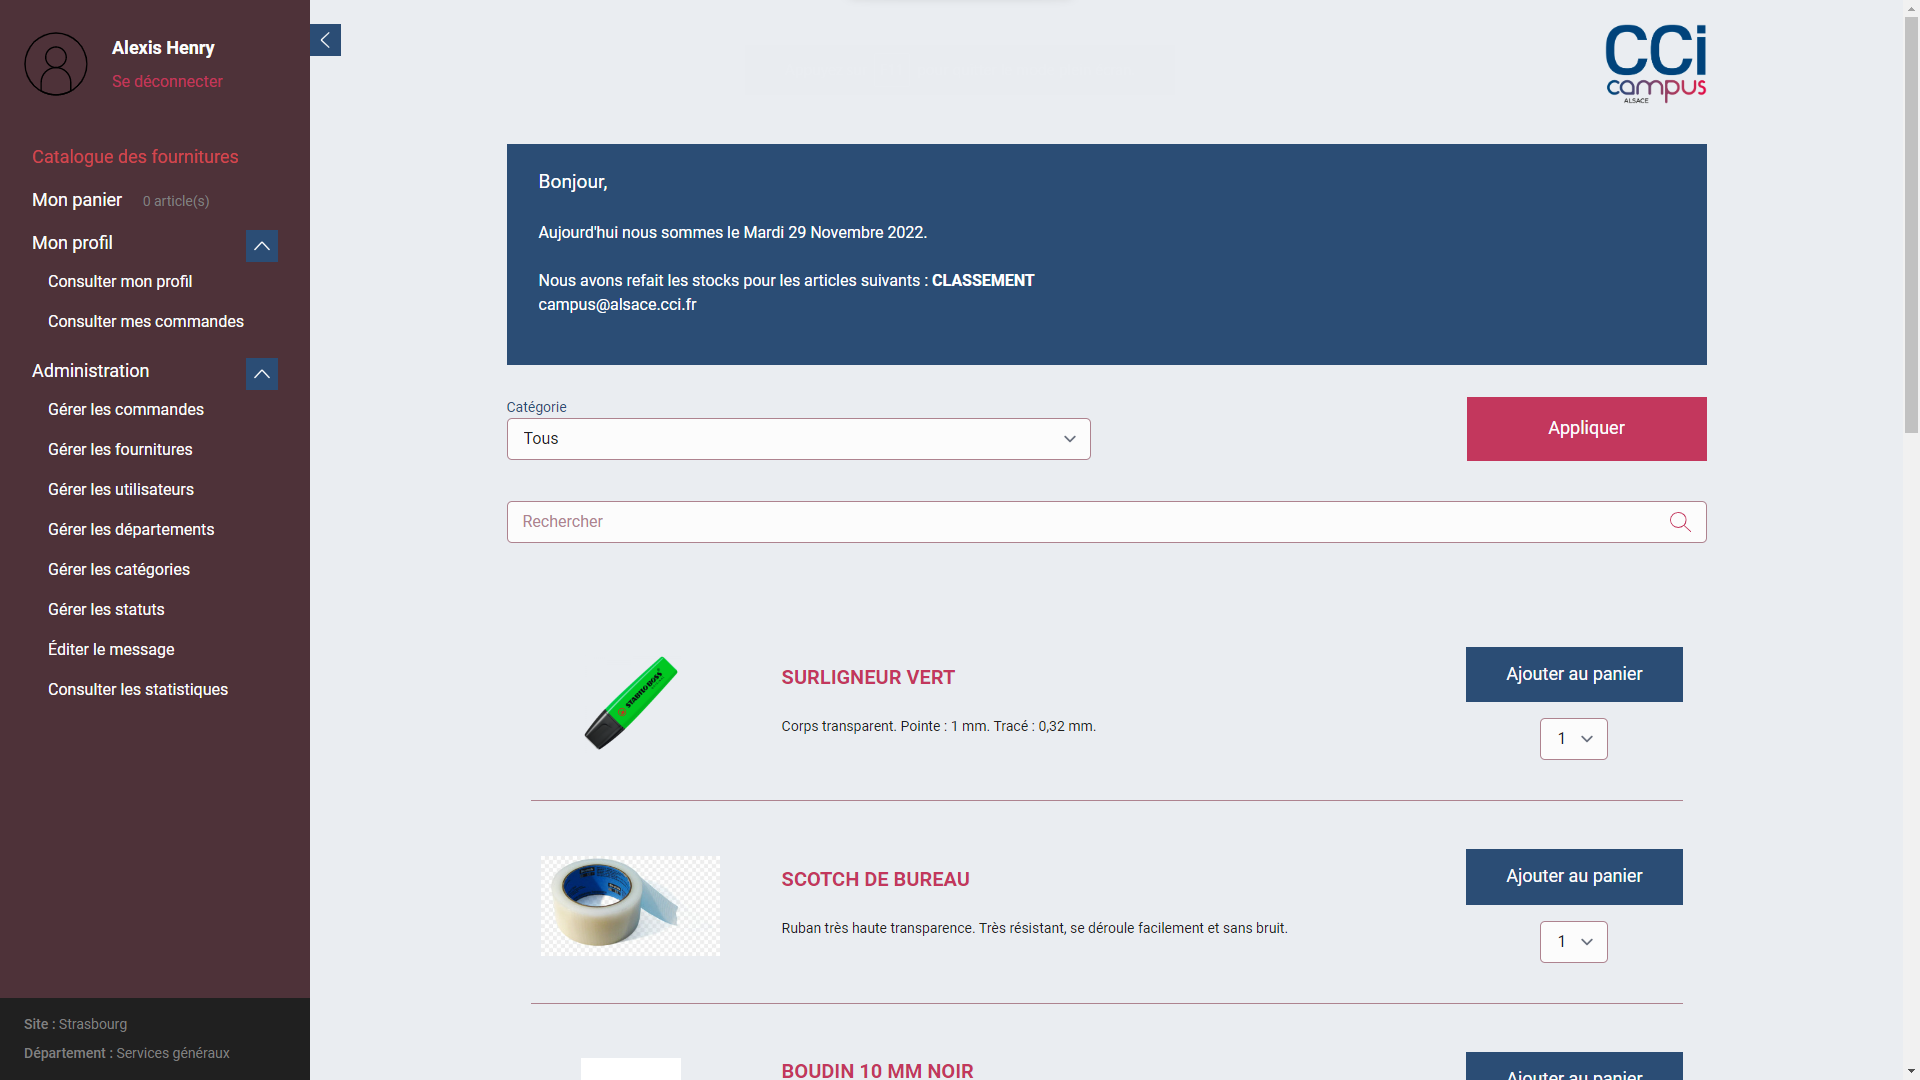 Alexis Henry
Se déconnecter
Catalogue des fournitures
Mon panier 0 article(s)
Mon profil
Consulter mon profil
Consulter mes commandes
Administration
Gérer les commandes
Gérer les fournitures
Gérer les utilisateurs
Gérer les départements
Gérer les catégories
Gérer les statuts
Éditer le message
Consulter les statistiques
Site : Strasbourg
Département : Services généraux
CCi
campus
ALSACE
Bonjour,
Aujourd'hui nous sommes le Mardi 29 Novembre 2022.
Nous avons refait les stocks pour les articles suivants : CLASSEMENT
campus@alsace.cci.fr
Catégorie
Tous
Appliquer
Rechercher
STABILO BOSS
SURLIGNEUR VERT
Corps transparent. Pointe : 1 mm. Tracé : 0,32 mm.
Ajouter au panier
1
SCOTCH DE BUREAU
Ruban très haute transparence. Très résistant, se déroule facilement et sans bruit.
Ajouter au panier
1
BOUDIN 10 MM NOIR
Ajouter au panier